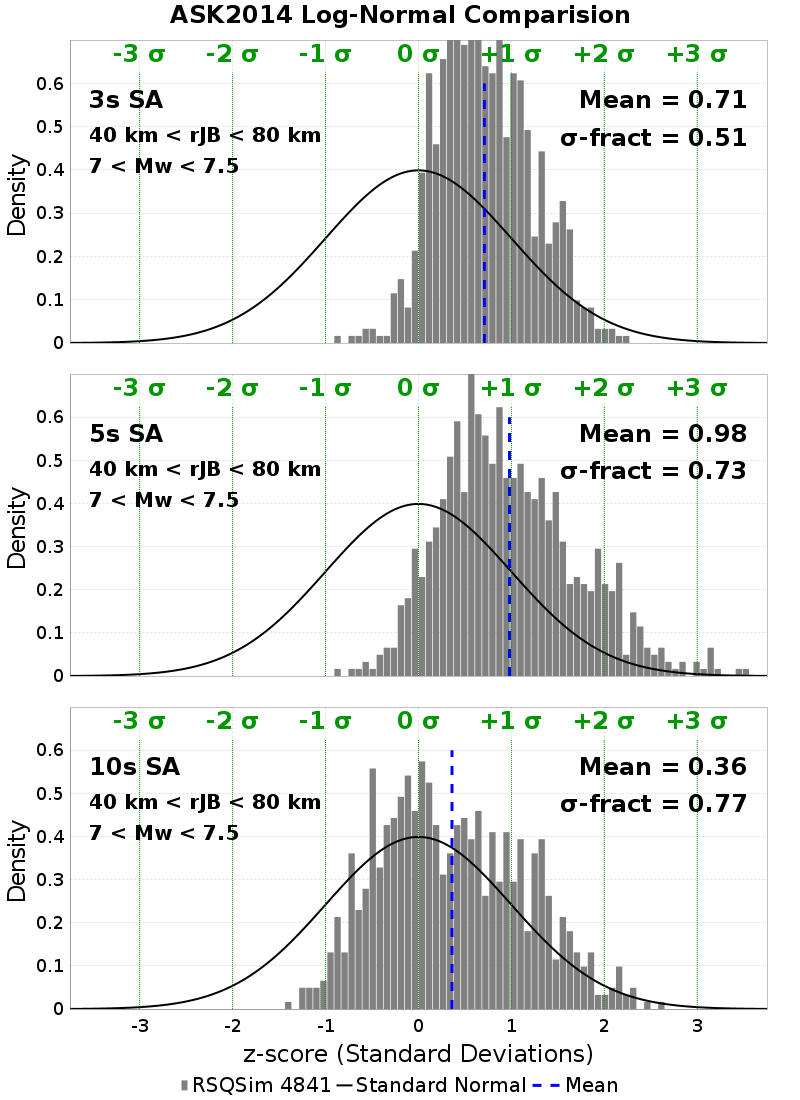 ASK2014 Log-Normal Comparision
-3 σ -2 σ -1 σ 0 σ +1 σ +2 σ +3 σ
3s SA
40 km < rJB < 80 km
7 < Mw < 7.5
Mean = 0.71
σ-fract = 0.51
Density
0.6
0.5
0.4
0.3
0.2
0.1
0
-3 σ -2 σ -1 σ 0 σ +1 σ +2 σ +3 σ
5s SA
40 km < rJB < 80 km
7 < Mw < 7.5
Mean = 0.98
σ-fract = 0.73
Density
0.6
0.5
0.4
0.3
0.2
0.1
0
-3 σ -2 σ -1 σ 0 σ +1 σ +2 σ +3 σ
10s SA
40 km < rJB < 80 km
7 < Mw < 7.5
Mean = 0.36
σ-fract = 0.77
Density
0.6
0.5
0.4
0.3
0.2
0.1
0
-3 -2 -1 0 1 2 3
z-score (Standard Deviations)
RSQSim 4841 Standard Normal Mean